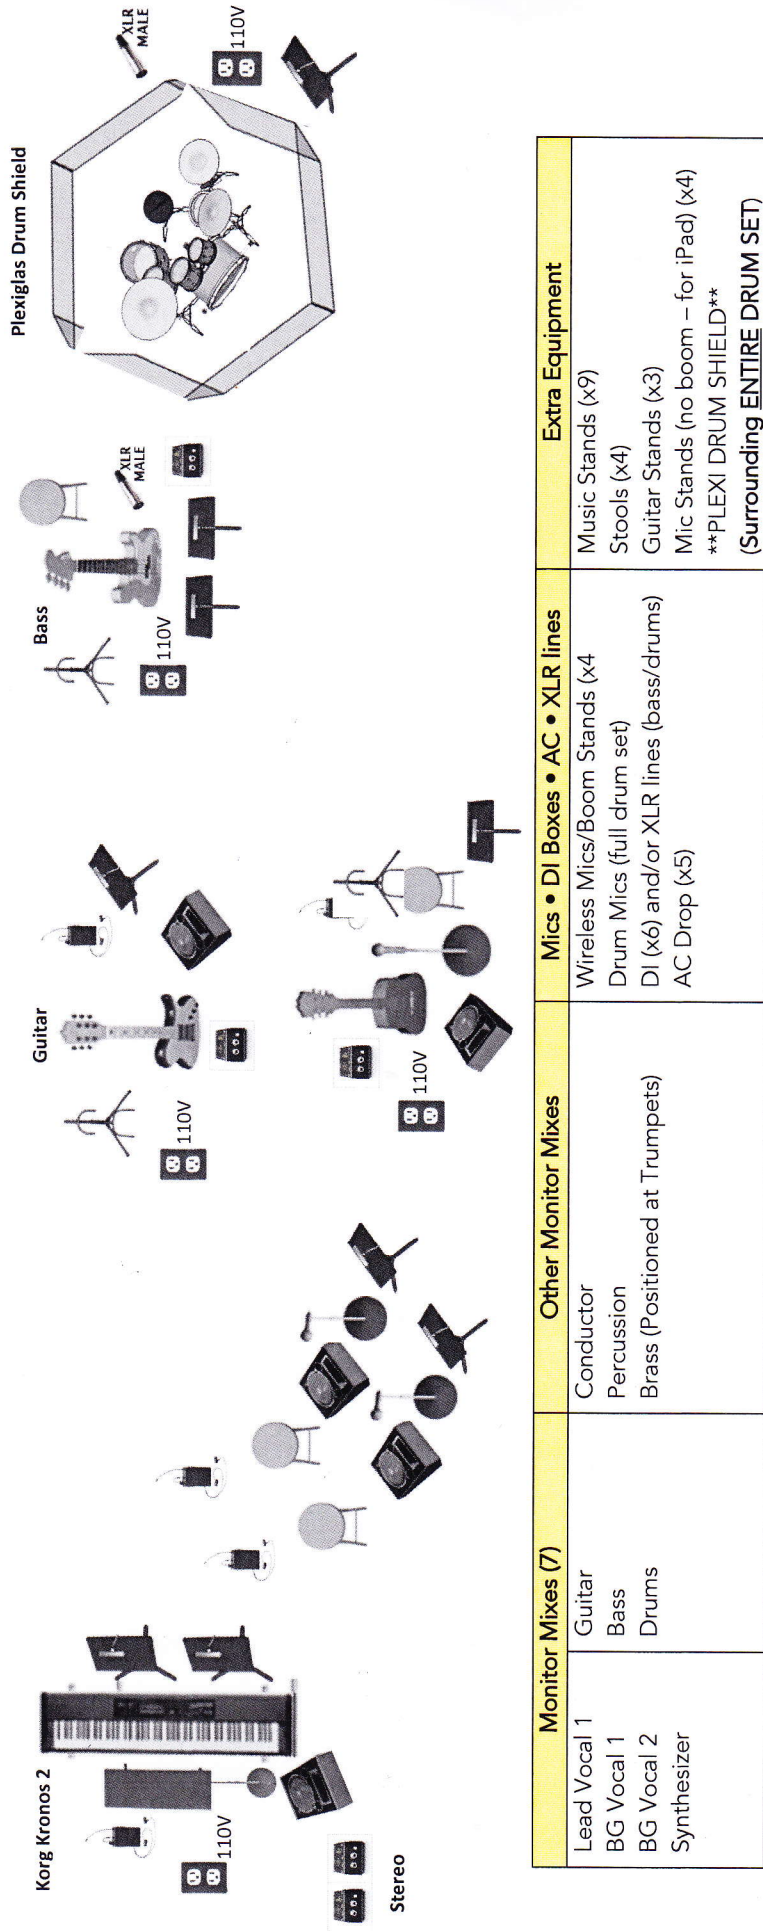 Korg Kronos 2
110V
Stereo
Guitar
110V
110V
Bass
110V
XLR
MALE
Plexiglas Drum Shield
XLR
MALE
110V
Monitor Mixes (7)
Lead Vocal 1
BG Vocal 1
BG Vocal 2
Synthesizer
Guitar
Bass
Drums
Other Monitor Mixes
Conductor
Percussion
Brass (Positioned at Trumpets)
Mics • DI Boxes • AC • XLR lines
Wireless Mics/Boom Stands (x4
Drum Mics (full drum set)
DI (x6) and/or XLR lines (bass/drums)
AC Drop (x5)
Extra Equipment
Music Stands (x9)
Stools (x4)
Guitar Stands (x3)
Mic Stands (no boom – for iPad) (x4)
**PLEXI DRUM SHIELD**
(Surrounding ENTIRE DRUM SET)